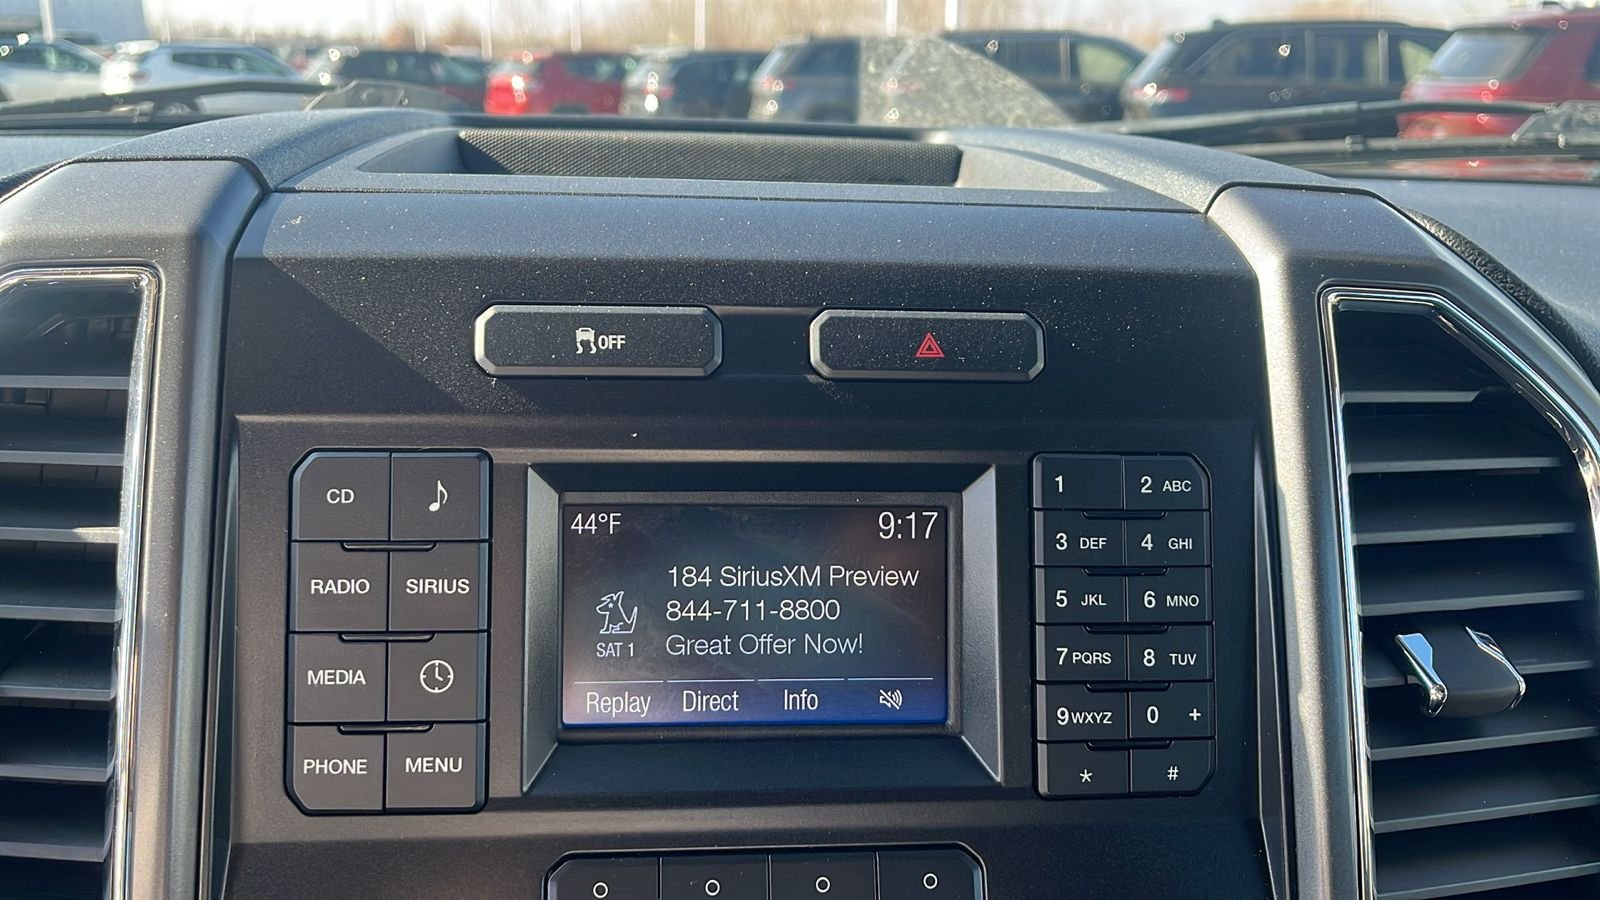 OFF
CD
RADIO SIRIUS
MEDIA
PHONE MENU
44°F 9:17
184 SiriusXM Preview
844-711-8800
Great Offer Now!
SAT 1
Replay Direct Info
1 2 ABC
3 DEF 4 GHI
5 JKL 6 MNO
7 PQRS 8 TUV
9 WXYZ 0 +
* #